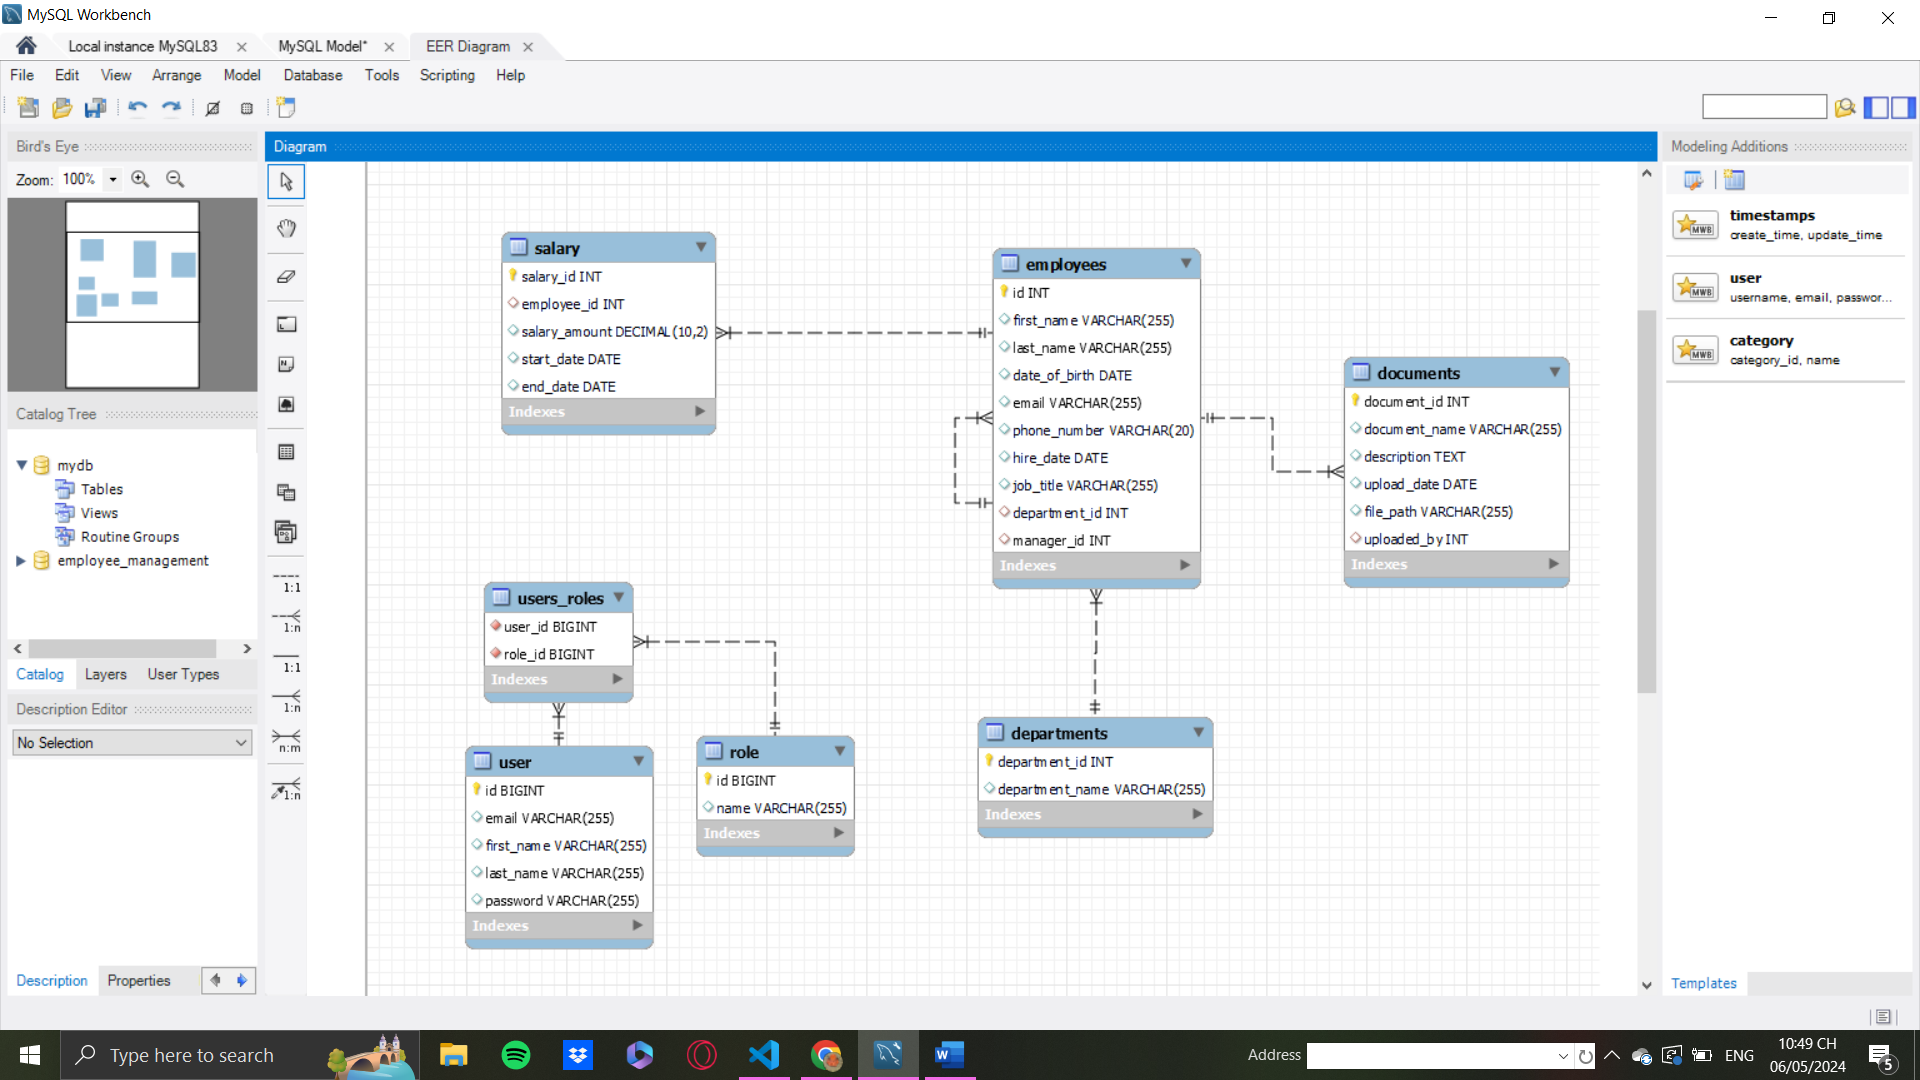 MySQL Workbench
Local instance MySQL83
MySQL Model*
EER Diagram
File Edit View Arrange Model Database Tools Scripting Help
Bird's Eye
Zoom: 100%
Catalog Tree
mydb
Tables
Views
Routine Groups
employee_management
Catalog Layers User Types
Description Editor
No Selection
Description Properties
Diagram
1:1
1:n
1:1
1:n
n:m
1:n
salary
salary_id INT
employee_id INT
salary_amount DECIMAL(10,2)
start_date DATE
end_date DATE
Indexes
employees
id INT
first_name VARCHAR(255)
last_name VARCHAR(255)
date_of_birth DATE
email VARCHAR(255)
phone_number VARCHAR(20)
hire_date DATE
job_title VARCHAR(255)
department_id INT
manager_id INT
Indexes
documents
document_id INT
document_name VARCHAR(255)
description TEXT
upload_date DATE
file_path VARCHAR(255)
uploaded_by INT
Indexes
users_roles
user_id BIGINT
role_id BIGINT
Indexes
user
id BIGINT
email VARCHAR(255)
first_name VARCHAR(255)
last_name VARCHAR(255)
password VARCHAR(255)
Indexes
role
id BIGINT
name VARCHAR(255)
Indexes
departments
department_id INT
department_name VARCHAR(255)
Indexes
Modeling Additions
MWB
timestamps
create_time, update_time
MWB
user
username, email, passwor...
MWB
category
category_id, name
Templates
Type here to search
Address
ENG
10:49 CH
06/05/2024
5